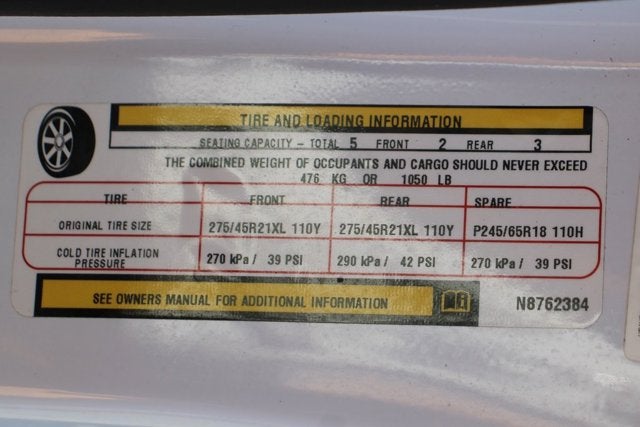 TIRE AND LOADING INFORMATION
SEATING CAPACITY - TOTAL 5 FRONT 2 REAR 3
THE COMBINED WEIGHT OF OCCUPANTS AND CARGO SHOULD NEVER EXCEED
476 KG OR 1050 LB
TIRE FRONT REAR SPARE
ORIGINAL TIRE SIZE 275/45R21XL 110Y 275/45R21XL 110Y P245/65R18 110H
COLD TIRE INFLATION
PRESSURE 270 kPa / 39 PSI 290 kPa / 42 PSI 270 kPa / 39 PSI
SEE OWNERS MANUAL FOR ADDITIONAL INFORMATION N8762384